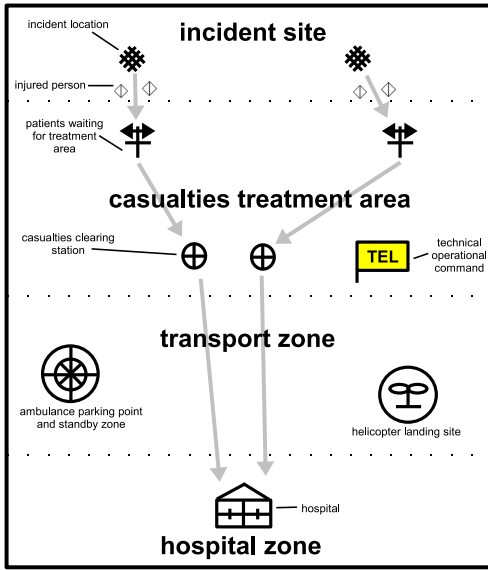 incident site
incident location
injured person
patients waiting
for treatment
area
casualties treatment area
casualties clearing
station
TEL
technical
operational
command
transport zone
ambulance parking point
and standby zone
helicopter landing site
hospital
hospital zone